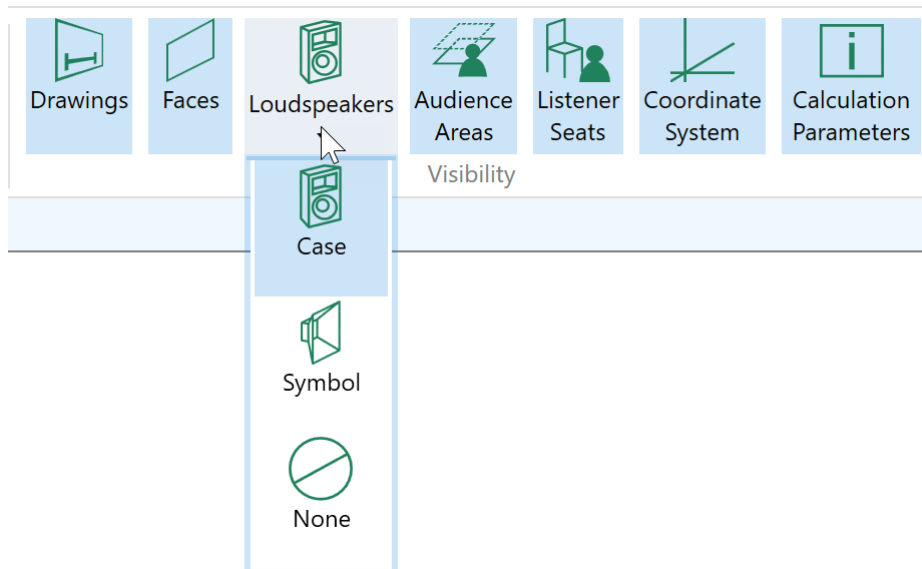 Drawings
Faces
Loudspeakers
Audience
Areas
Listener
Seats
Coordinate
System
Calculation
Parameters
Visibility
Case
Symbol
None